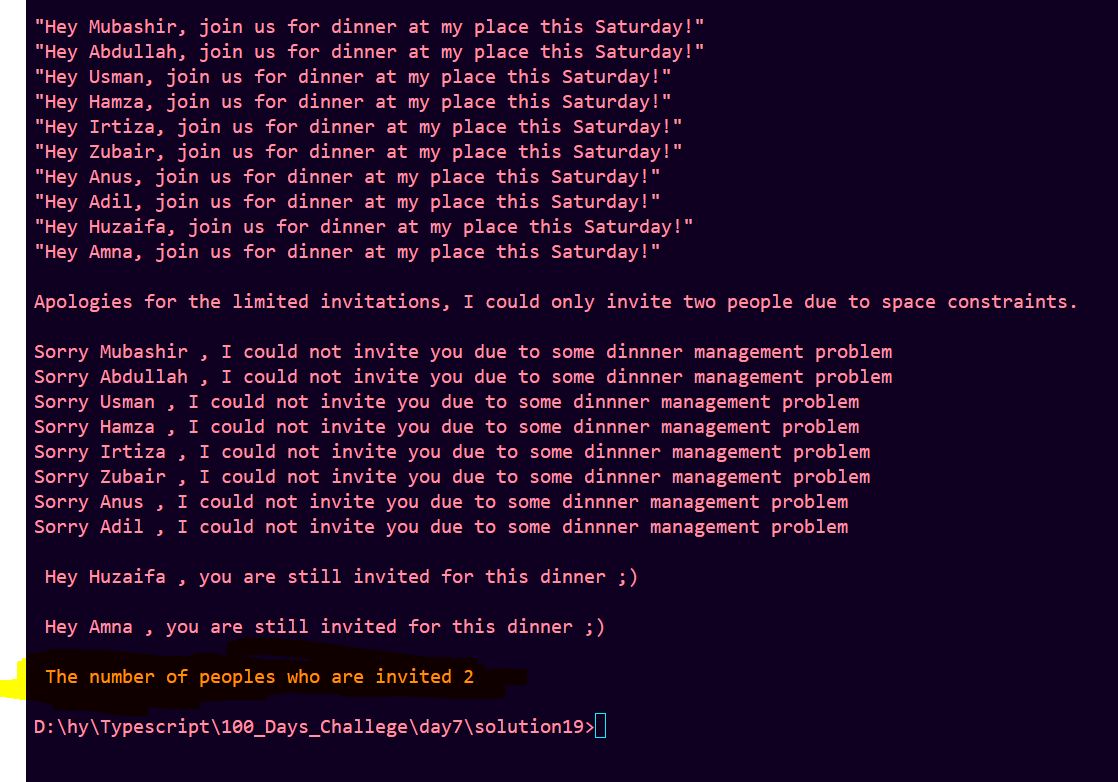 "Hey Mubashir, join us for dinner at my place this Saturday!"
"Hey Abdullah, join us for dinner at my place this Saturday!"
"Hey Usman, join us for dinner at my place this Saturday!"
"Hey Hamza, join us for dinner at my place this Saturday!"
"Hey Irtiza, join us for dinner at my place this Saturday!"
"Hey Zubair, join us for dinner at my place this Saturday!"
"Hey Anus, join us for dinner at my place this Saturday!"
"Hey Adil, join us for dinner at my place this Saturday!"
"Hey Huzaifa, join us for dinner at my place this Saturday!"
"Hey Amna, join us for dinner at my place this Saturday!"
Apologies for the limited invitations, I could only invite two people due to space constraints.
Sorry Mubashir , I could not invite you due to some dinnner management problem
Sorry Abdullah , I could not invite you due to some dinnner management problem
Sorry Usman , I could not invite you due to some dinnner management problem
Sorry Hamza , I could not invite you due to some dinnner management problem
Sorry Irtiza , I could not invite you due to some dinnner management problem
Sorry Zubair , I could not invite you due to some dinnner management problem
Sorry Anus , I could not invite you due to some dinnner management problem
Sorry Adil , I could not invite you due to some dinnner management problem
Hey Huzaifa , you are still invited for this dinner ;)
Hey Amna , you are still invited for this dinner ;)
The number of peoples who are invited 2
D:\hy\Typescript\100_Days_Challege\day7\solution19>